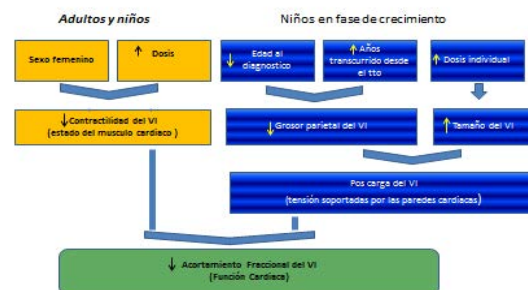 Adultos y niños
Niños en fase de crecimiento
Sexo femenino
↑ Dosis
↓ Edad al
diagnostico
↑ Años
transcurrido desde
el tto
↑ Dosis individual
↓Contractilidad del VI
(estado del musculo cardiaco )
↓ Grosor parietal del VI
↑ Tamaño del VI
Pos carga del VI
(tensión soportadas por las paredes cardiacas)
↓ Acortamiento Fraccional del VI
(Función Cardiaca)